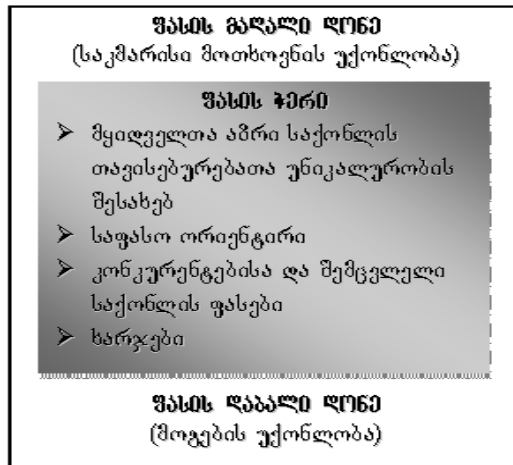 ფასის მაღალი დონე
(საკმარისი მოთხოვნის უქონლობა)
ფასის ჭერი
➢ მყიდველთა აზრი საქონლის
თავისებურებათა უნიკალურობის
შესახებ
➢ საფასო ორიენტირი
➢ კონკურენტებისა და შემცვლელი
საქონლის ფასები
➢ ხარჯები
ფასის დაბალი დონე
(მოგების უქონლობა)